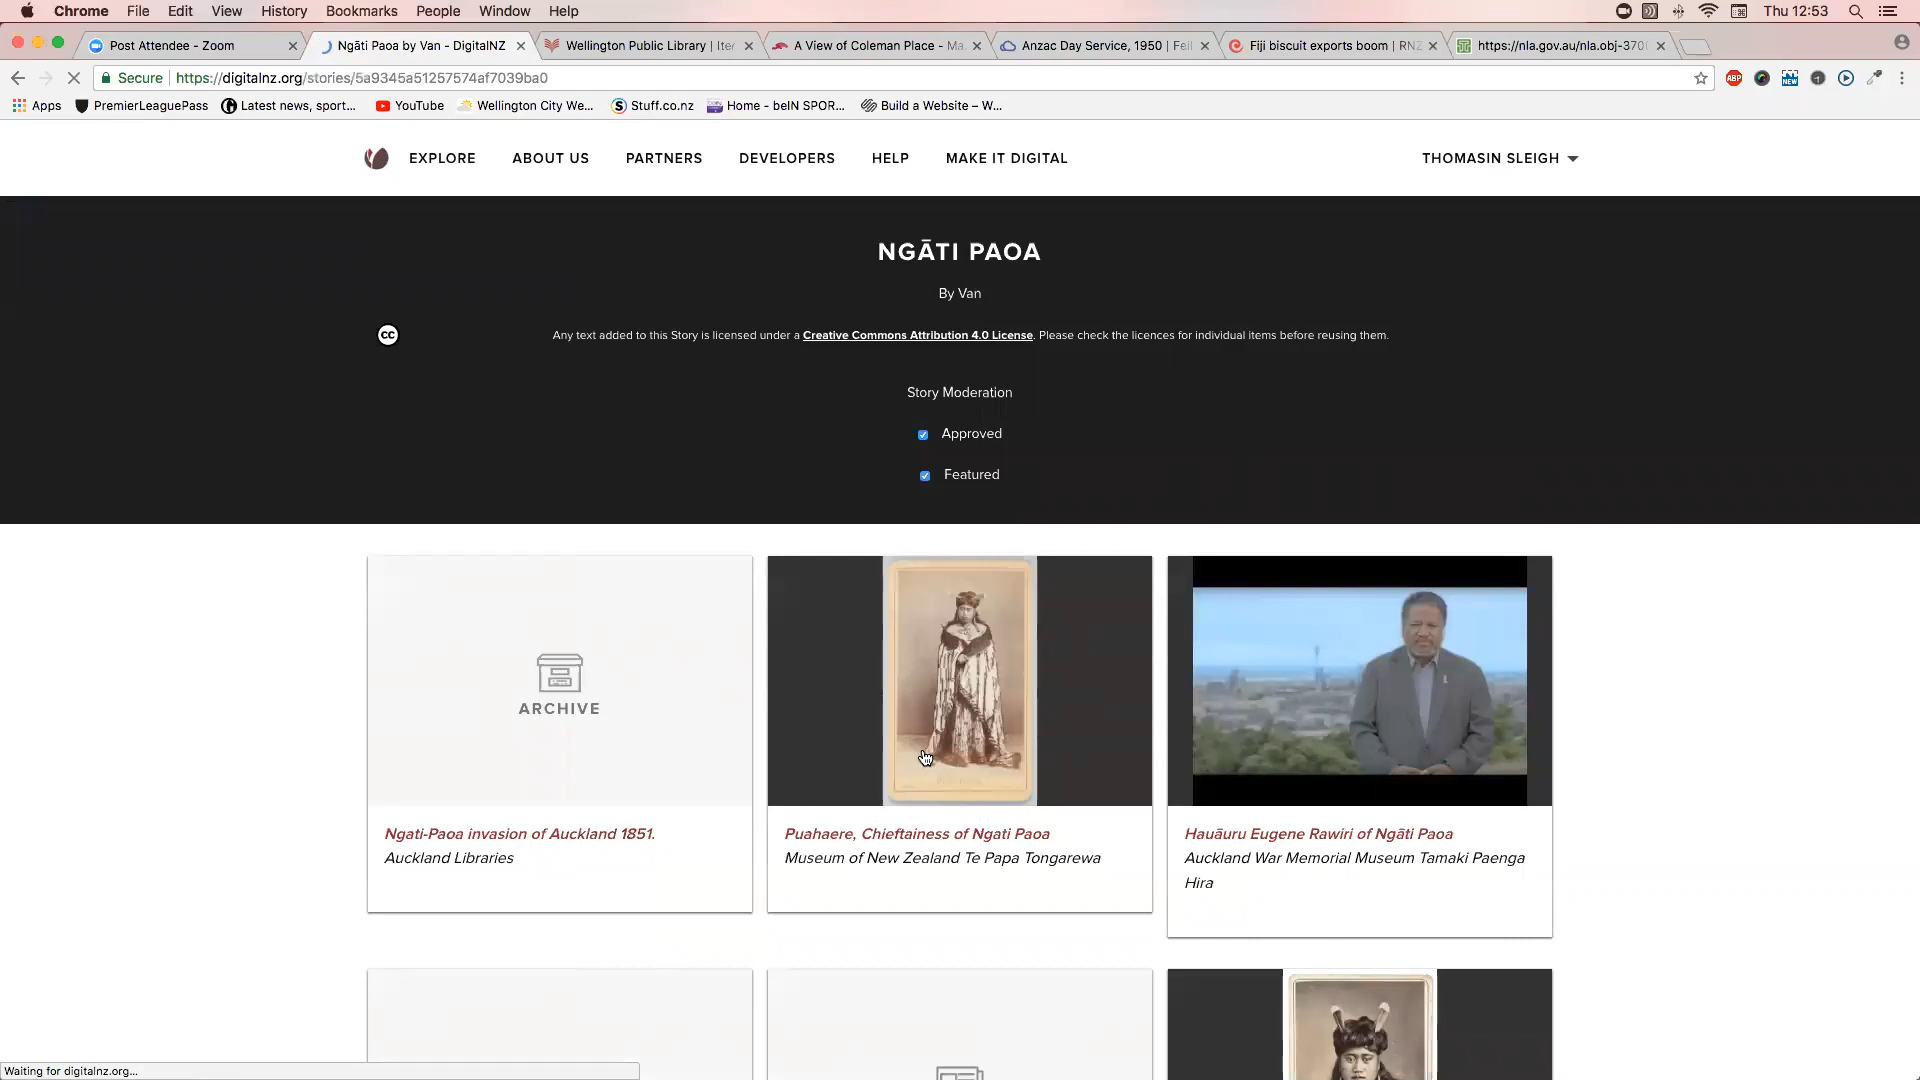 Chrome File Edit View History Bookmarks People Window Help Thu 12:53
Post Attendee - Zoom Ngāti Paoa by Van - DigitalNZ Wellington Public Library | Iter A View of Coleman Place - Ma Anzac Day Service, 1950 | Feil Fiji biscuit exports boom | RNZ https://nla.gov.au/nla.obj-370
Secure https://digitalnz.org/stories/5a9345a51257574af7039ba0
Apps PremierLeaguePass Latest news, sport... YouTube Wellington City We... Stuff.co.nz Home - beIN SPOR... Build a Website – W...
EXPLORE ABOUT US PARTNERS DEVELOPERS HELP MAKE IT DIGITAL THOMASIN SLEIGH
NGĀTI PAOA
By Van
cc Any text added to this Story is licensed under a Creative Commons Attribution 4.0 License. Please check the licences for individual items before reusing them.
Story Moderation
Approved
Featured
ARCHIVE
Ngati-Paoa invasion of Auckland 1851.
Auckland Libraries
Puahaere, Chieftainess of Ngati Paoa
Museum of New Zealand Te Papa Tongarewa
Hauāuru Eugene Rawiri of Ngāti Paoa
Auckland War Memorial Museum Tamaki Paenga
Hira
Waiting for digitalnz.org...